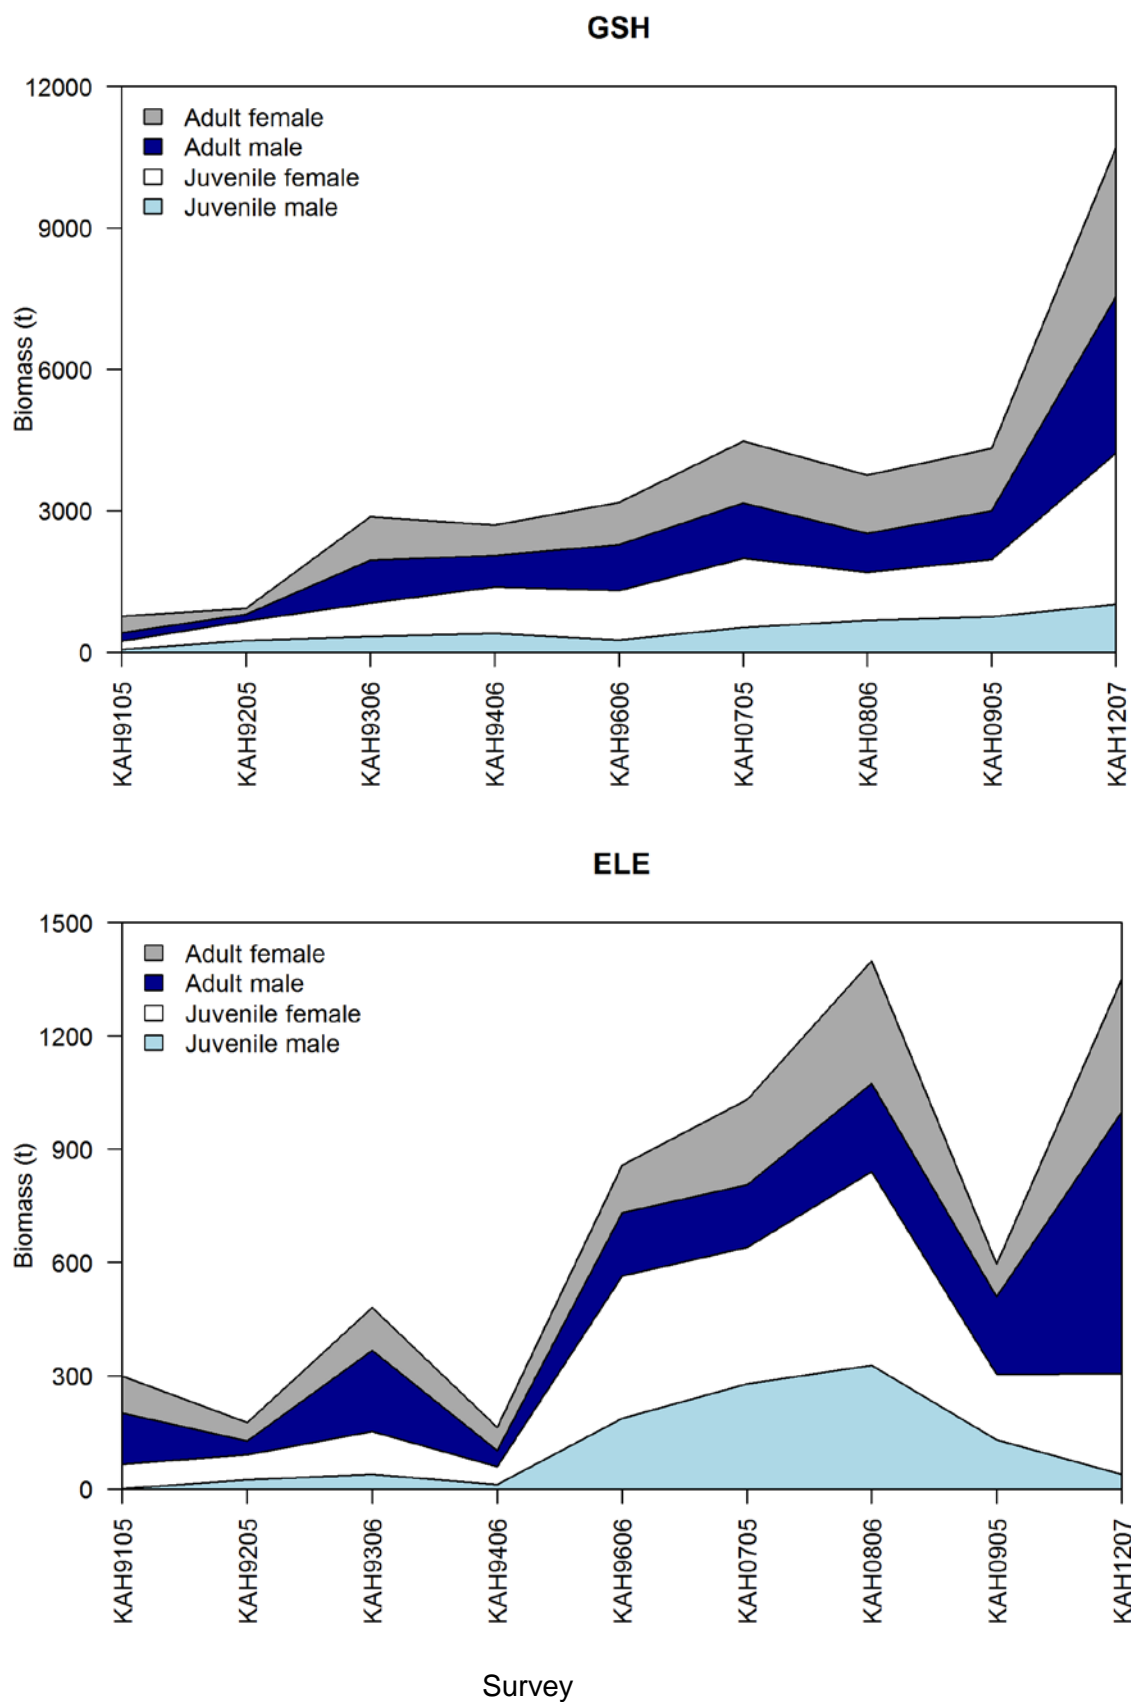 GSH
12000
9000
6000
3000
0
Biomass (t)
Adult female
Adult male
Juvenile female
Juvenile male
KAH9105
KAH9205
KAH9306
KAH9406
KAH9606
KAH0705
KAH0806
KAH0905
KAH1207
ELE
1500
1200
900
600
300
0
Biomass (t)
Adult female
Adult male
Juvenile female
Juvenile male
KAH9105
KAH9205
KAH9306
KAH9406
KAH9606
KAH0705
KAH0806
KAH0905
KAH1207
Survey